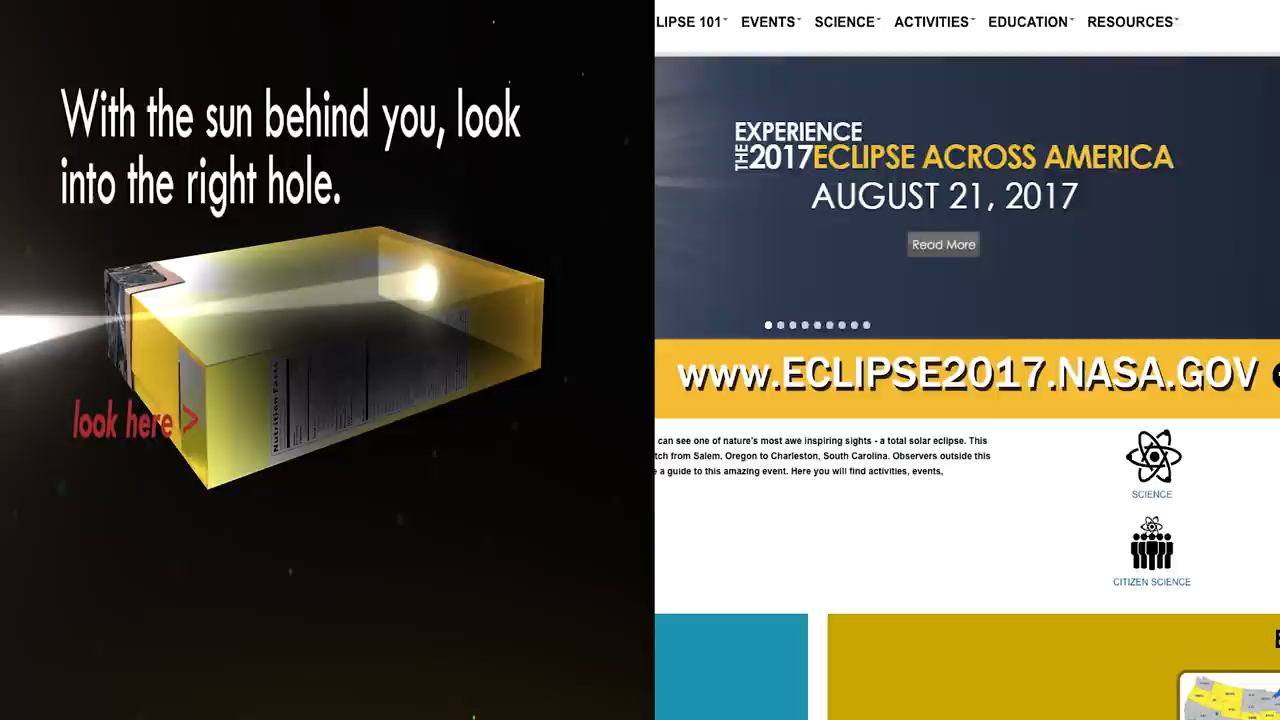 With the sun behind you, look
into the right hole.
look here >
Nutrition Facts
LIPSE 101
EVENTS
SCIENCE
ACTIVITIES
EDUCATION
RESOURCES
EXPERIENCE
THE 2017 ECLIPSE ACROSS AMERICA
AUGUST 21, 2017
Read More
www.ECLIPSE2017.NASA.GOV
can see one of nature's most awe inspiring sights - a total solar eclipse. This
tch from Salem, Oregon to Charleston, South Carolina. Observers outside this
a guide to this amazing event. Here you will find activities, events,
SCIENCE
CITIZEN SCIENCE